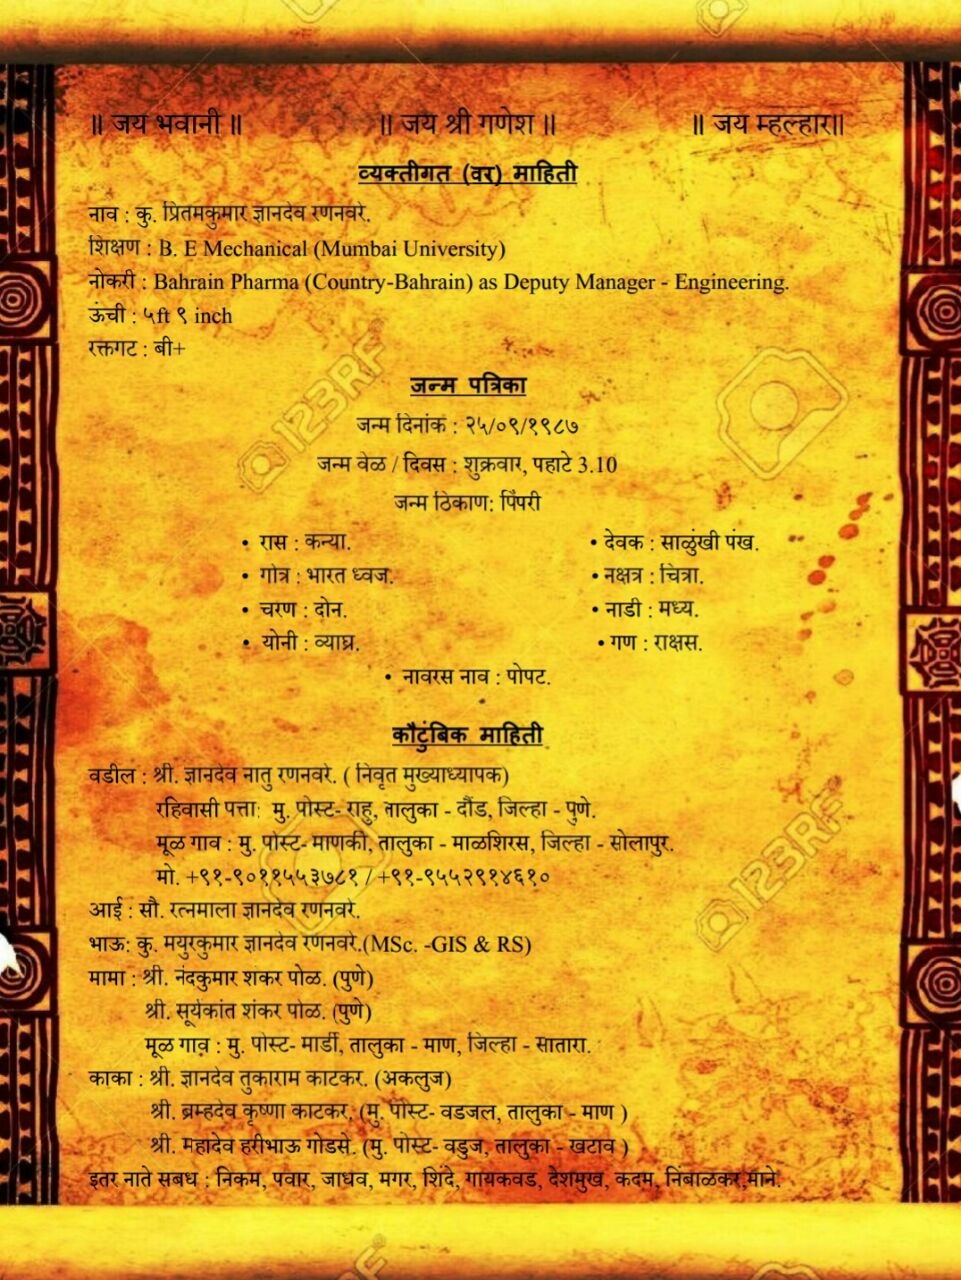 ॥ जय भवानी ॥ ॥ जय श्री गणेश ॥ ॥ जय म्हल्हार॥
व्यक्तीगत (वर) माहिती
नाव : कु. प्रितमकुमार ज्ञानदेव रणनवरे.
शिक्षण : B. E Mechanical (Mumbai University)
नोकरी : Bahrain Pharma (Country-Bahrain) as Deputy Manager - Engineering.
ऊंची : ५ft ९ inch
रक्तगट : बी+
जन्म पत्रिका
जन्म दिनांक : २५/०९/१९८७
जन्म वेळ / दिवस : शुक्रवार, पहाटे 3.10
जन्म ठिकाण: पिंपरी
• रास : कन्या. • देवक : साळुंखी पंख.
• गोत्र : भारत ध्वज. • नक्षत्र : चित्रा.
• चरण : दोन. • नाडी : मध्य.
• योनी : व्याघ्र. • गण : राक्षस.
• नावरस नाव : पोपट.
कौटुंबिक माहिती
वडील : श्री. ज्ञानदेव नातु रणनवरे. ( निवृत मुख्याध्यापक)
रहिवासी पत्ता: मु. पोस्ट- राहु, तालुका - दौंड, जिल्हा - पुणे.
मूळ गाव : मु. पोस्ट- माणकी, तालुका - माळशिरस, जिल्हा - सोलापुर.
मो. +९१-९०११५५३७८१ / +९१-९५५२९१४६१०
आई : सौ. रत्नमाला ज्ञानदेव रणनवरे.
भाऊ: कु. मयुरकुमार ज्ञानदेव रणनवरे.(MSc. -GIS & RS)
मामा : श्री. नंदकुमार शंकर पोळ. (पुणे)
श्री. सूर्यकांत शंकर पोळ. (पुणे)
मूळ गाव : मु. पोस्ट- मार्डी, तालुका - माण, जिल्हा - सातारा.
काका : श्री. ज्ञानदेव तुकाराम काटकर. (अकलुज)
श्री. ब्रम्हदेव कृष्णा काटकर. (मु. पोस्ट- वडजल, तालुका - माण )
श्री. महादेव हरीभाऊ गोडसे. (मु. पोस्ट- वडुज, तालुका - खटाव )
इतर नाते सबध : निकम, पवार, जाधव, मगर, शिंदे, गायकवड, देशमुख, कदम, निंबाळकर,माने.
123RF
123RF